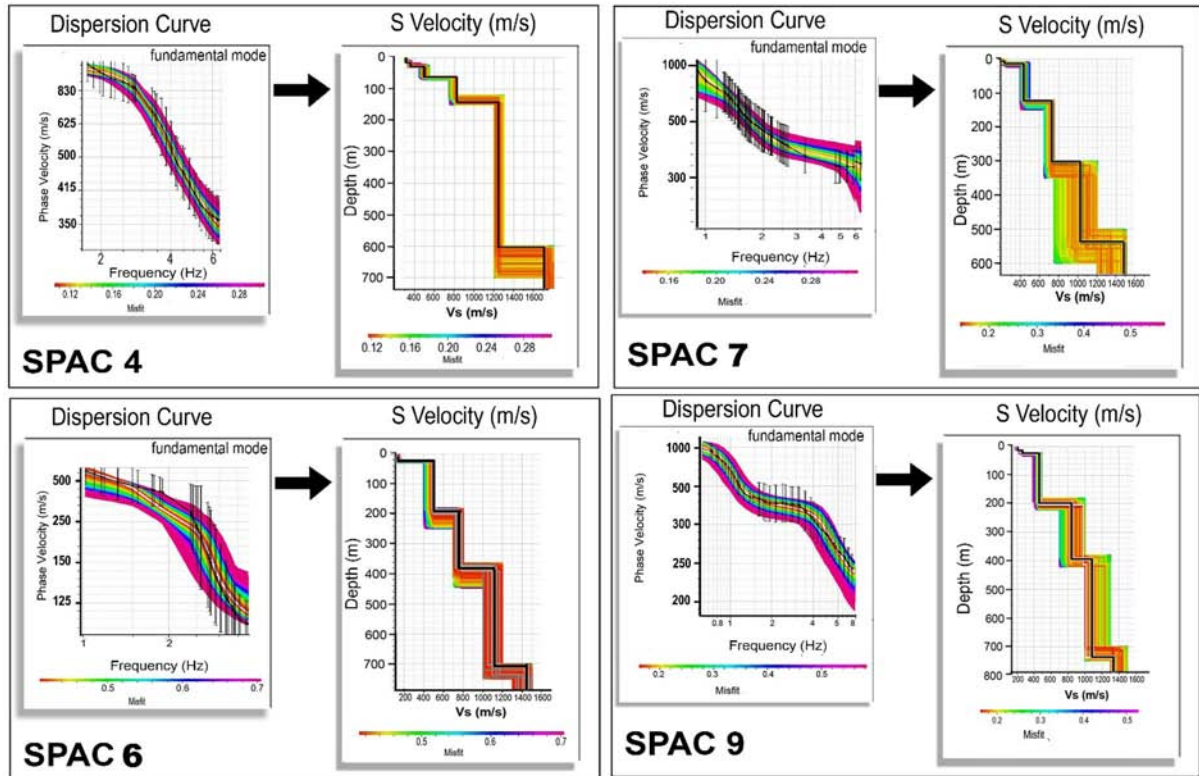 Dispersion Curve
S Velocity (m/s)
fundamental mode
830
625
500
415
350
Phase Velocity (m/s)
2
4
6
Frequency (Hz)
0.12 0.16 0.20 0.24 0.28
Misfit
0
100
200
300
400
500
600
700
Depth (m)
400 600 800 1000 1200 1400 1600
Vs (m/s)
0.12 0.16 0.20 0.24 0.28
Misfit
SPAC 4
Dispersion Curve
S Velocity (m/s)
fundamental mode
1000
500
300
Phase Velocity (m/s)
1 2 3 4 5 6
Frequency (Hz)
0.16 0.20 0.24 0.28
Misfit
0
100
200
300
400
500
600
Depth (m)
400 600 800 1000 1200 1400 1600
Vs (m/s)
0.2 0.3 0.4 0.5
Misfit
SPAC 7
Dispersion Curve
S Velocity (m/s)
fundamental mode
500
250
150
125
Phase Velocity (m/s)
1
2
Frequency (Hz)
0.5 0.6 0.7
Misfit
0
100
200
300
400
500
600
700
Depth (m)
200 400 600 800 1000 1200 1400 1600
Vs (m/s)
0.5 0.6 0.7
Misfit
SPAC 6
Dispersion Curve
S Velocity (m/s)
fundamental mode
1000
500
300
250
200
Phase Velocity (m/s)
0.6 0.8 1 2 4 6 8
Frequency (Hz)
0.2 0.3 0.4 0.5
Misfit
0
100
200
300
400
500
600
700
800
Depth (m)
200 400 600 800 1000 1200 1400 1600
Vs (m/s)
0.2 0.3 0.4 0.5
Misfit .
SPAC 9